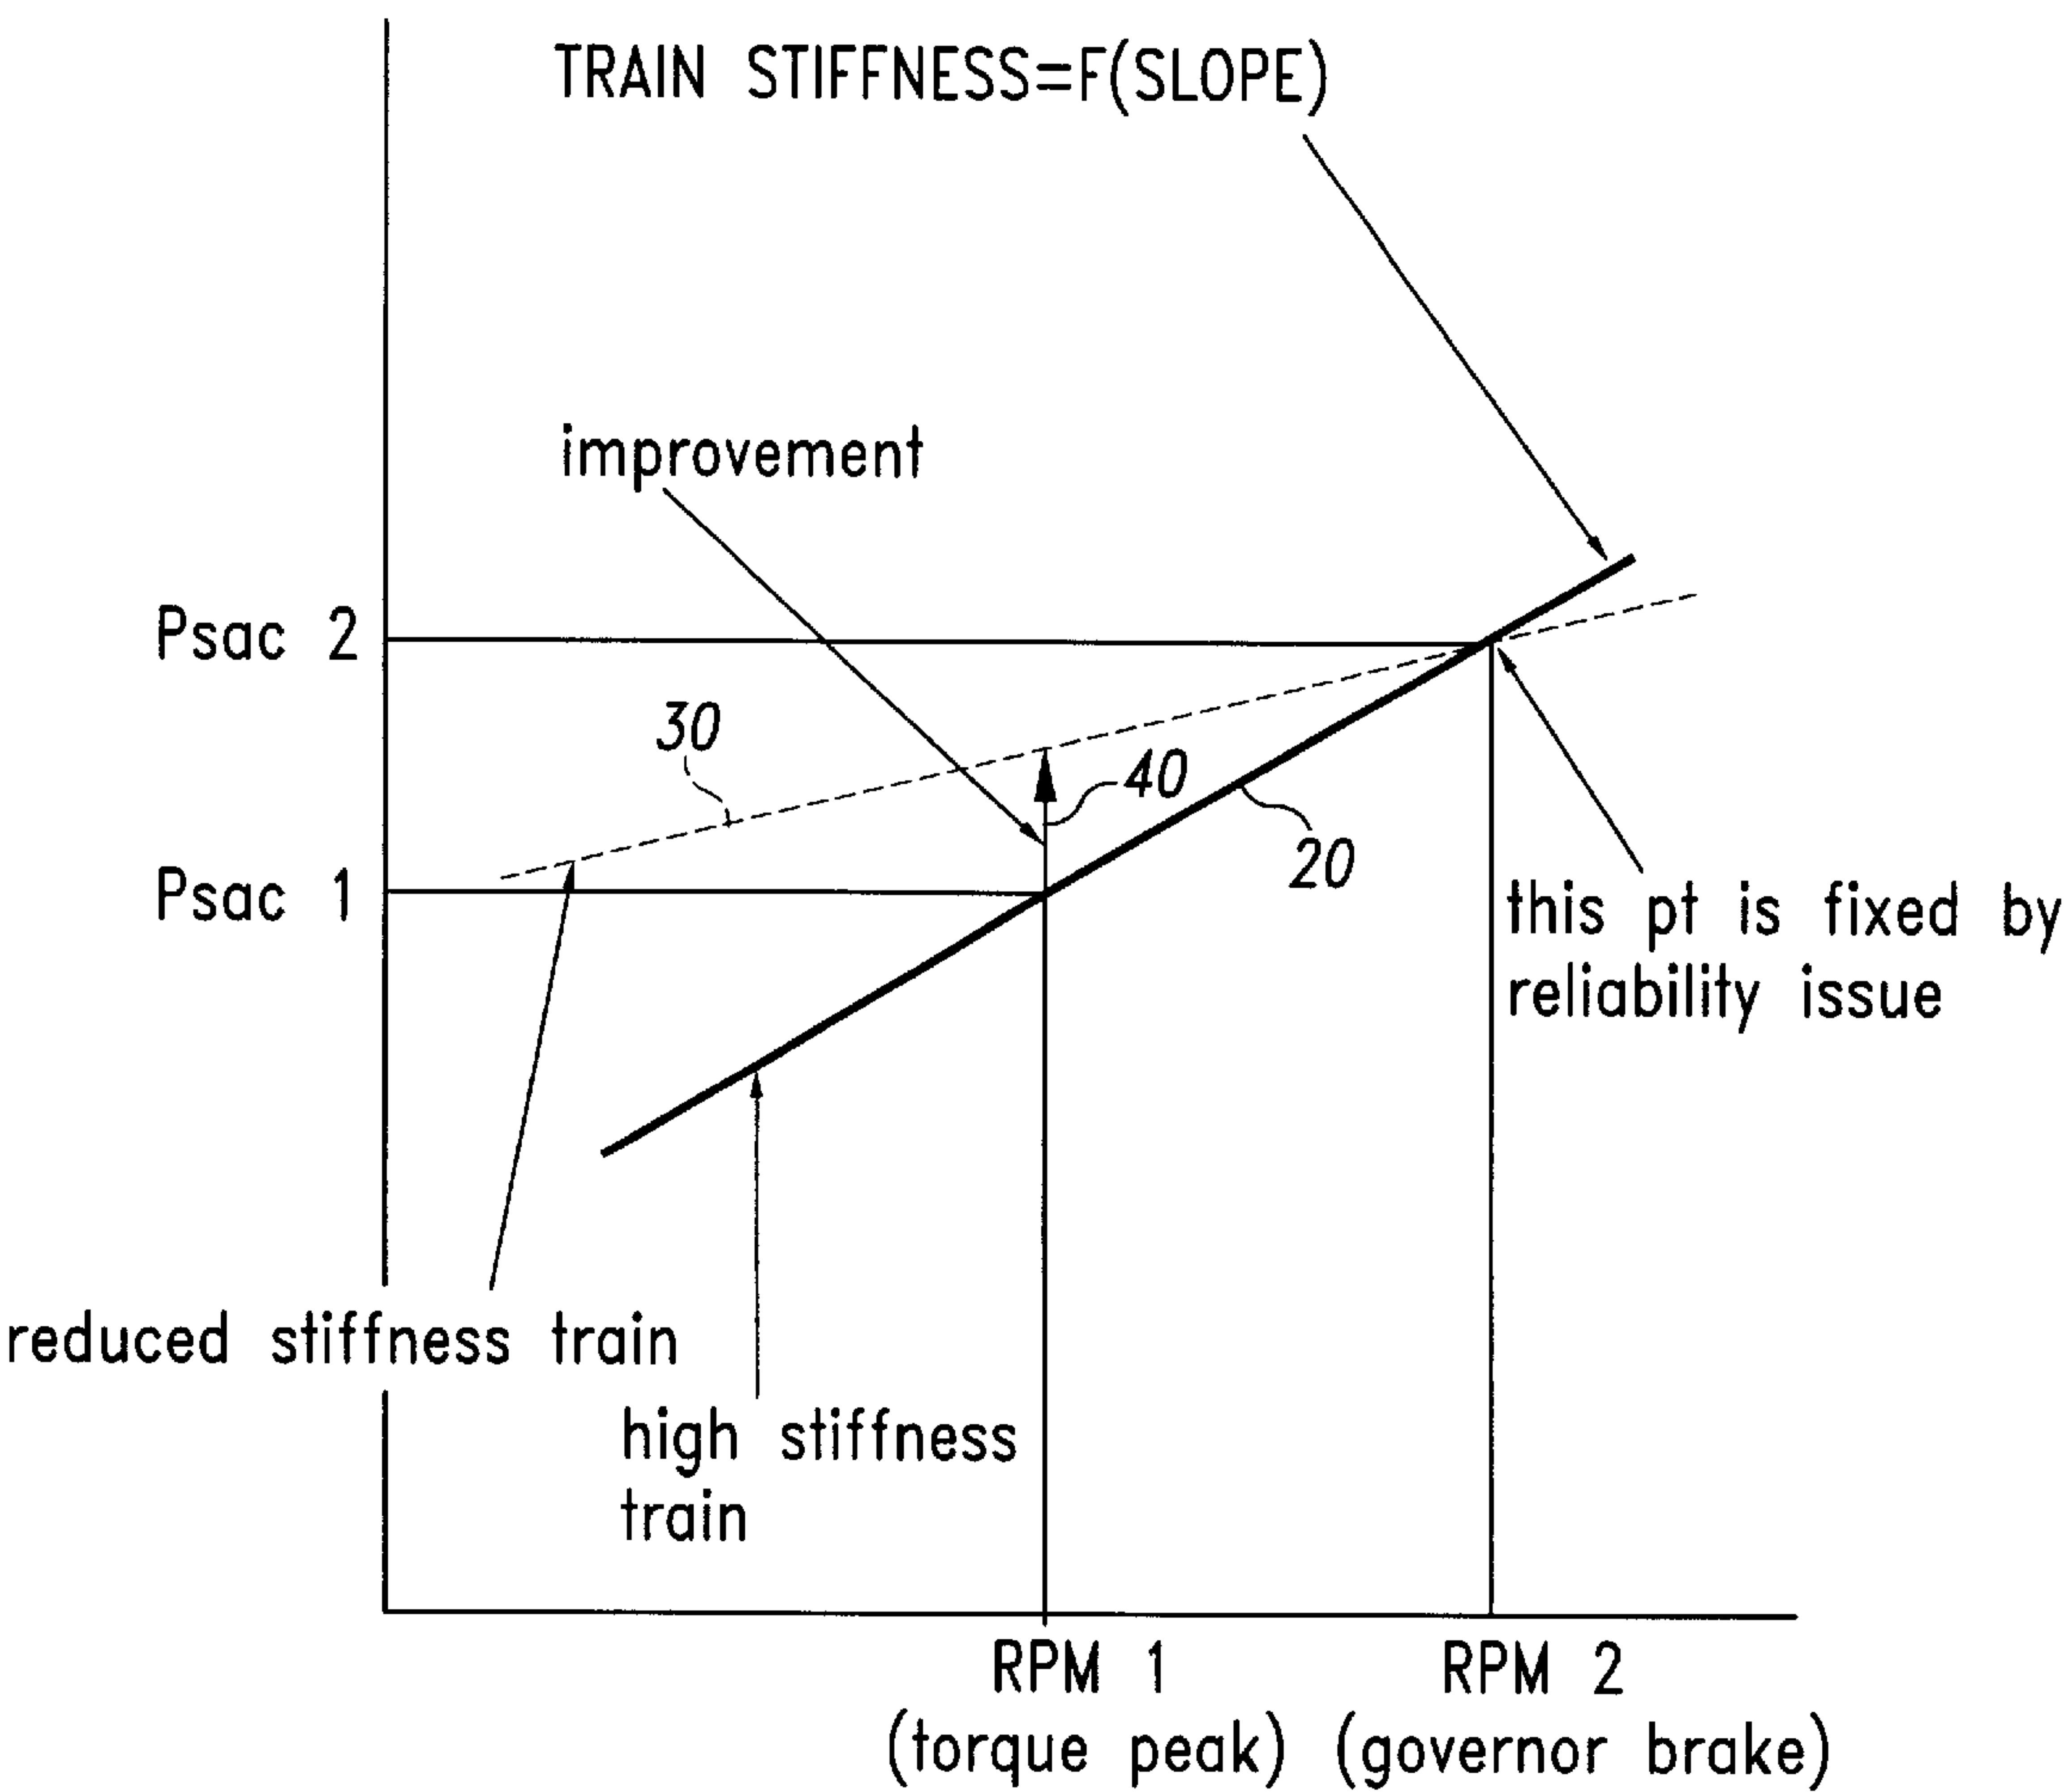 TRAIN STIFFNESS=F(SLOPE)
improvement
Psac 2
30
40
20
Psac 1
this pt is fixed by
reliability issue
reduced stiffness train
high stiffness
train
RPM 1
(torque peak)
RPM 2
(governor brake)